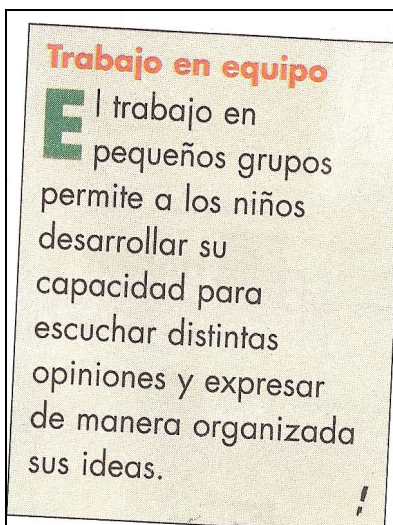 Trabajo en equipo
El trabajo en
pequeños grupos
permite a los niños
desarrollar su
capacidad para
escuchar distintas
opiniones y expresar
de manera organizada
sus ideas.
!